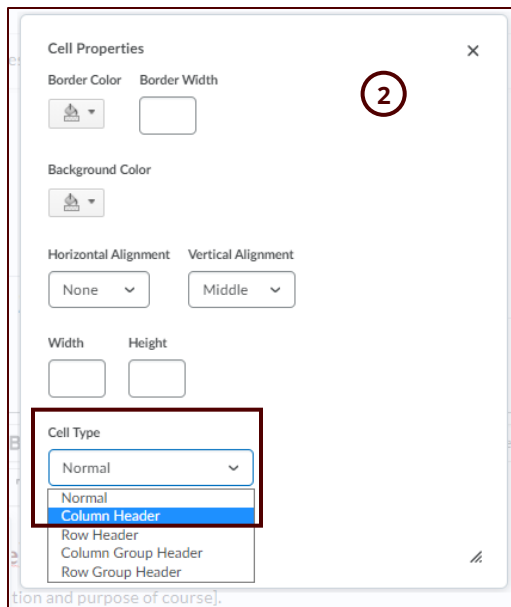 Cell Properties
Border Color Border Width
2
Background Color
Horizontal Alignment Vertical Alignment
None Middle
Width Height
Cell Type
Normal
Normal
Column Header
Row Header
Column Group Header
Row Group Header
tion and purpose of course].